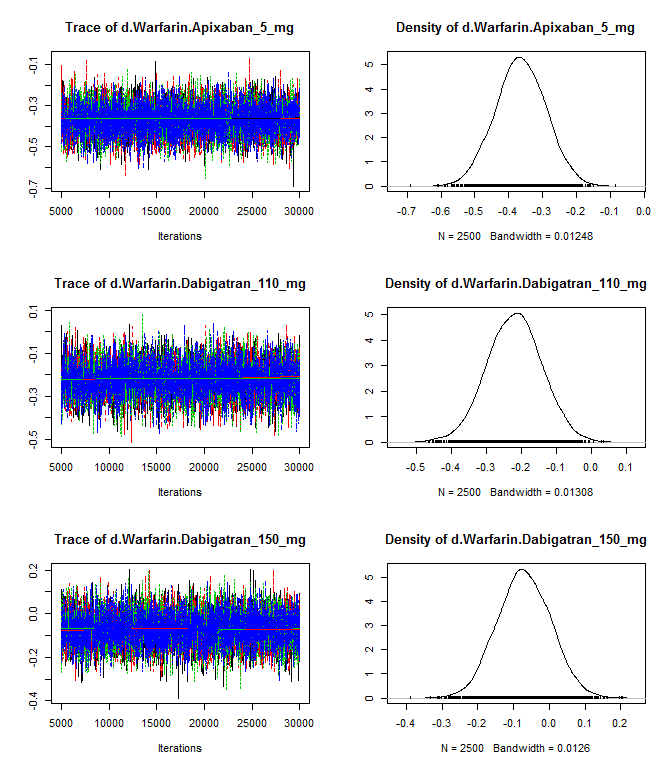 Trace of d.Warfarin.Apixaban_5_mg
-0.1
-0.3
-0.5
-0.7
5000 10000 15000 20000 25000 30000
Iterations
Density of d.Warfarin.Apixaban_5_mg
5
4
3
2
1
0
-0.7 -0.6 -0.5 -0.4 -0.3 -0.2 -0.1 0.0
N = 2500 Bandwidth = 0.01248
Trace of d.Warfarin.Dabigatran_110_mg
0.1
-0.1
-0.3
-0.5
5000 10000 15000 20000 25000 30000
Iterations
Density of d.Warfarin.Dabigatran_110_mg
5
4
3
2
1
0
-0.5 -0.4 -0.3 -0.2 -0.1 0.0 0.1
N = 2500 Bandwidth = 0.01308
Trace of d.Warfarin.Dabigatran_150_mg
0.2
0.0
-0.2
-0.4
5000 10000 15000 20000 25000 30000
Iterations
Density of d.Warfarin.Dabigatran_150_mg
5
4
3
2
1
0
-0.4 -0.3 -0.2 -0.1 0.0 0.1 0.2
N = 2500 Bandwidth = 0.0126